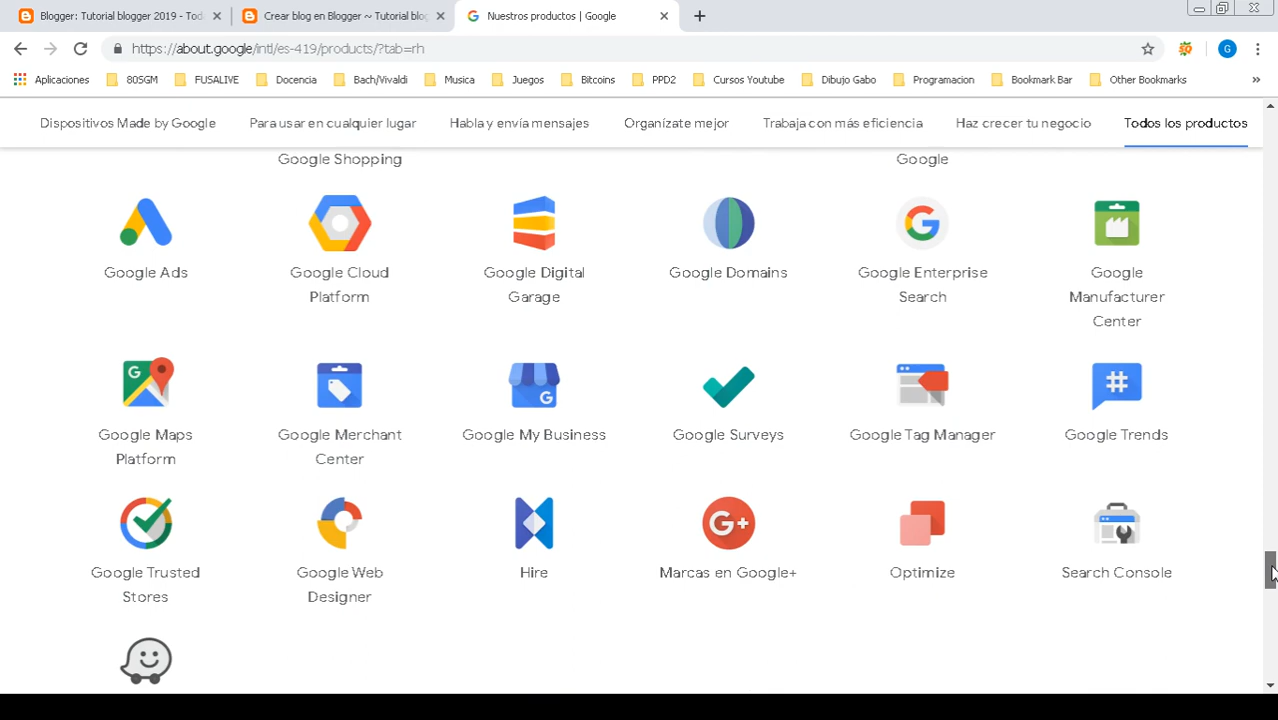 Blogger: Tutorial blogger 2019 - Tod
Crear blog en Blogger ~ Tutorial blog
Nuestros productos | Google
https://about.google/intl/es-419/products/?tab=rh
G
Aplicaciones
80SGM
FUSALIVE
Docencia
Bach/Vivaldi
Musica
Juegos
Bitcoins
PPD2
Cursos Youtube
Dibujo Gabo
Programacion
Bookmark Bar
Other Bookmarks
»
Dispositivos Made by Google
Para usar en cualquier lugar
Habla y envía mensajes
Organízate mejor
Trabaja con más eficiencia
Haz crecer tu negocio
Todos los productos
Google Shopping
Google
Google Ads
Google Cloud
Platform
Google Digital
Garage
Google Domains
Google Enterprise
Search
Google
Manufacturer
Center
Google Maps
Platform
Google Merchant
Center
Google My Business
Google Surveys
Google Tag Manager
Google Trends
Google Trusted
Stores
Google Web
Designer
Hire
G+
Marcas en Google+
Optimize
Search Console